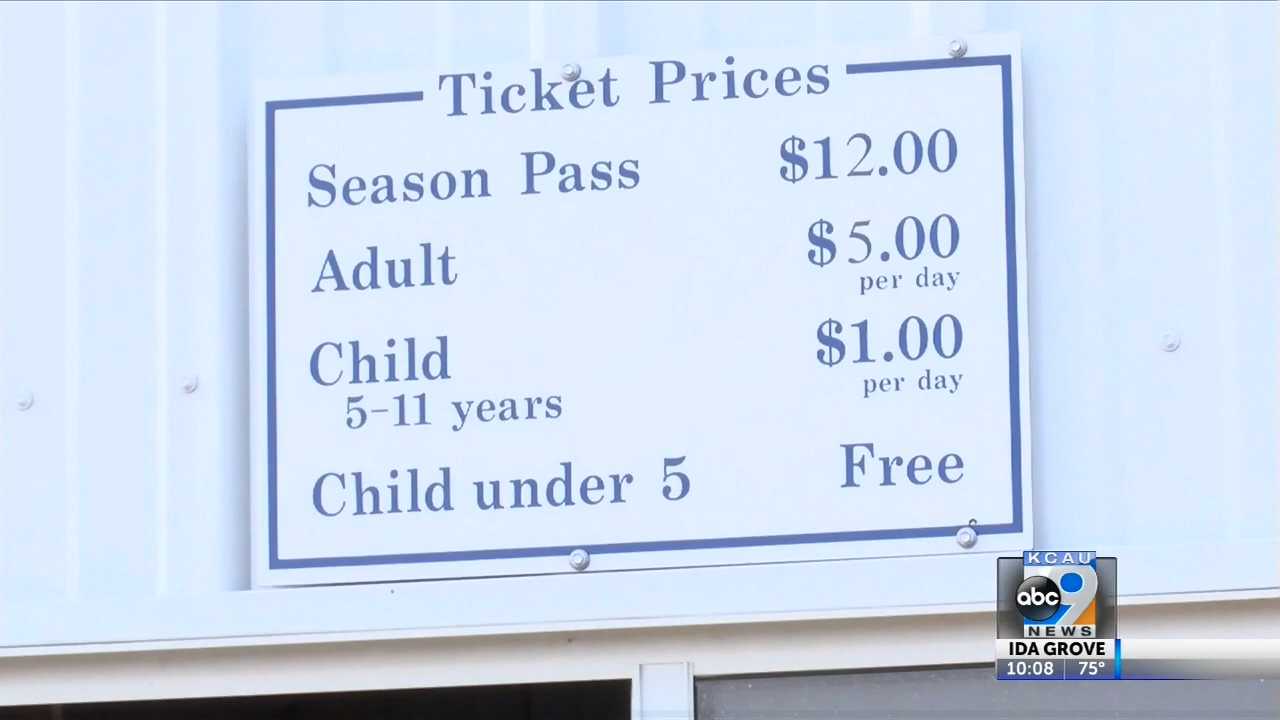 Ticket Prices
Season Pass $12.00
Adult $5.00
per day
Child $1.00
5-11 years per day
Child under 5 Free
KCAU
abc 9
NEWS
IDA GROVE
10:08 75°